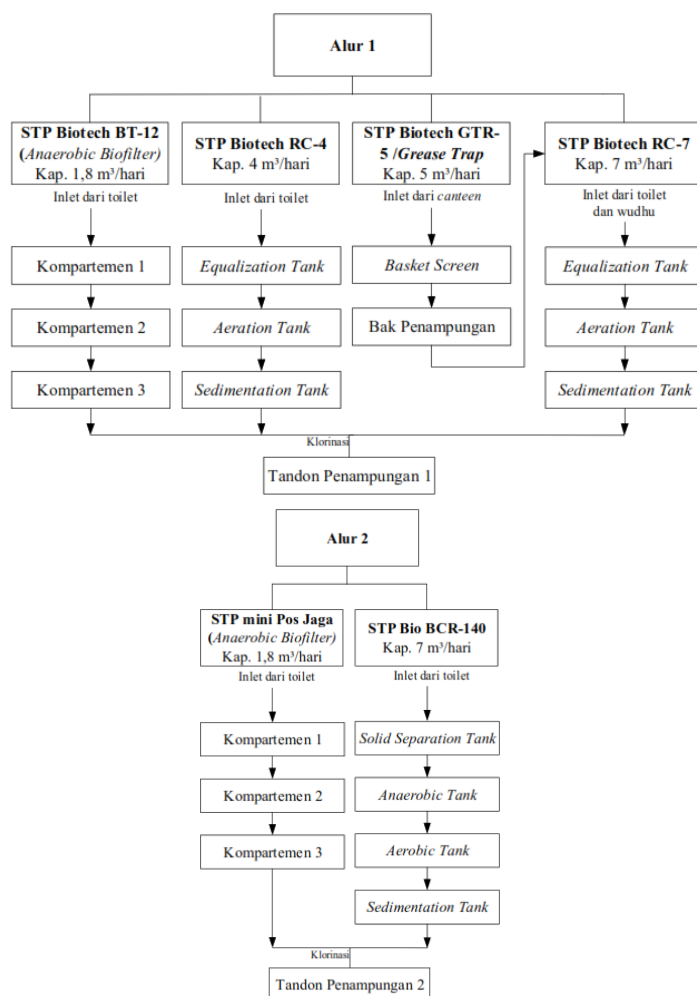 Alur 1
STP Biotech BT-12
(Anaerobic Biofilter)
Kap. 1,8 m³/hari
Inlet dari toilet
Kompartemen 1
Kompartemen 2
Kompartemen 3
STP Biotech RC-4
Kap. 4 m³/hari
Inlet dari toilet
Equalization Tank
Aeration Tank
Sedimentation Tank
STP Biotech GTR-
5 /Grease Trap
Kap. 5 m³/hari
Inlet dari canteen
Basket Screen
Bak Penampungan
STP Biotech RC-7
Kap. 7 m³/hari
Inlet dari toilet
dan wudhu
Equalization Tank
Aeration Tank
Sedimentation Tank
Klorinasi
Tandon Penampungan 1
Alur 2
STP mini Pos Jaga
(Anaerobic Biofilter)
Kap. 1,8 m³/hari
Inlet dari toilet
Kompartemen 1
Kompartemen 2
Kompartemen 3
STP Bio BCR-140
Kap. 7 m³/hari
Inlet dari toilet
Solid Separation Tank
Anaerobic Tank
Aerobic Tank
Sedimentation Tank
Klorinasi
Tandon Penampungan 2